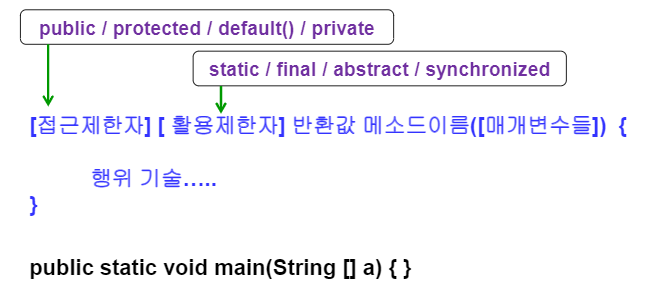 public / protected / default() / private
static / final / abstract / synchronized
[접근제한자] [ 활용제한자] 반환값 메소드이름([매개변수들]) {
행위 기술.....
}
public static void main(String [] a) { }